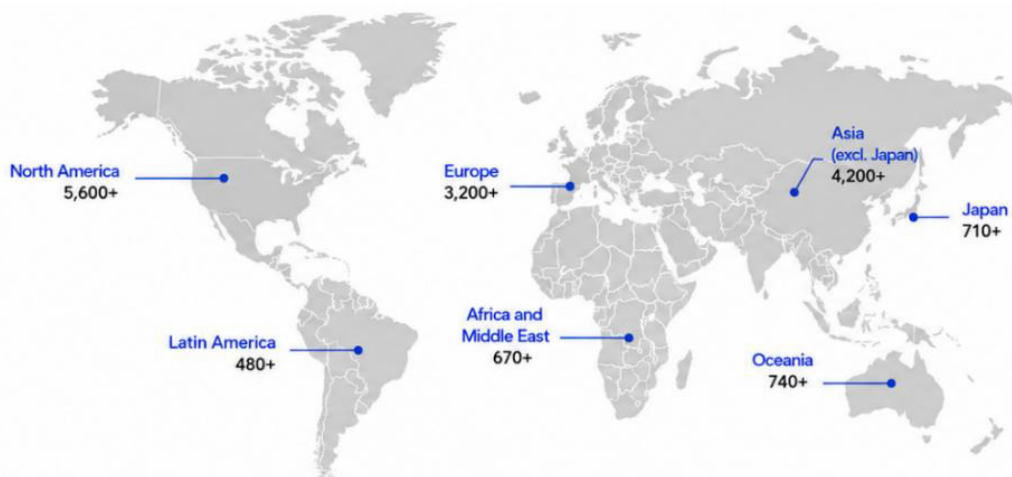 North America
5,600+
Latin America
480+
Europe
3,200+
Africa and
Middle East
670+
Asia
(excl. Japan)
4,200+
Japan
710+
Oceania
740+